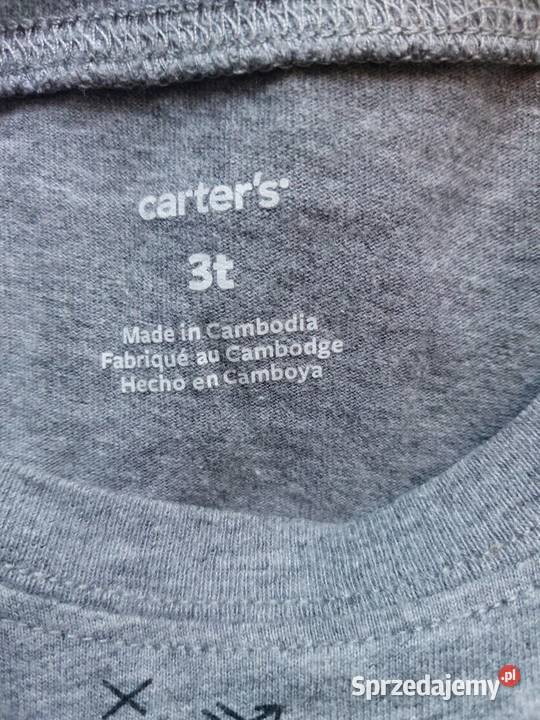 carter's
3t
Made in Cambodia
Fabriqué au Cambodge
Hecho en Camboya
Sprzedajemy.pl